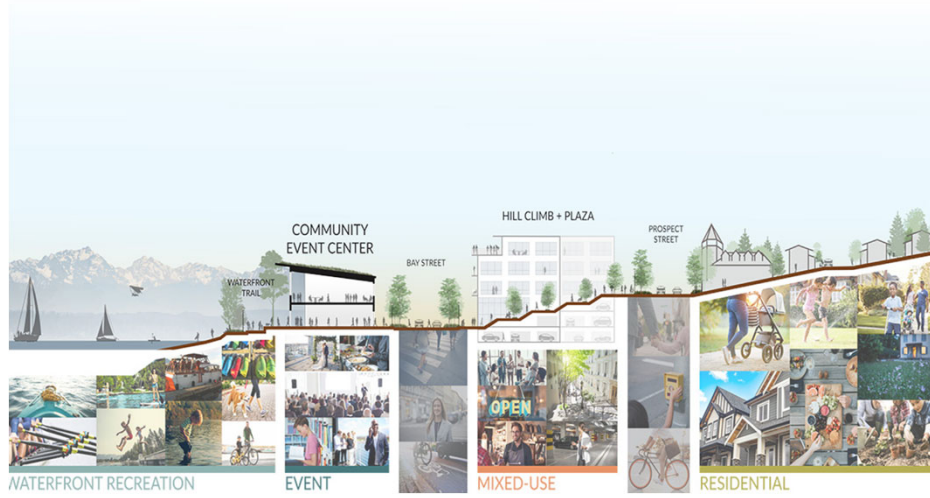 HILL CLIMB + PLAZA
COMMUNITY
EVENT CENTER
PROSPECT
STREET
BAY STREET
WATERFRONT
TRAIL
OPEN
WATERFRONT RECREATION
EVENT
MIXED-USE
RESIDENTIAL